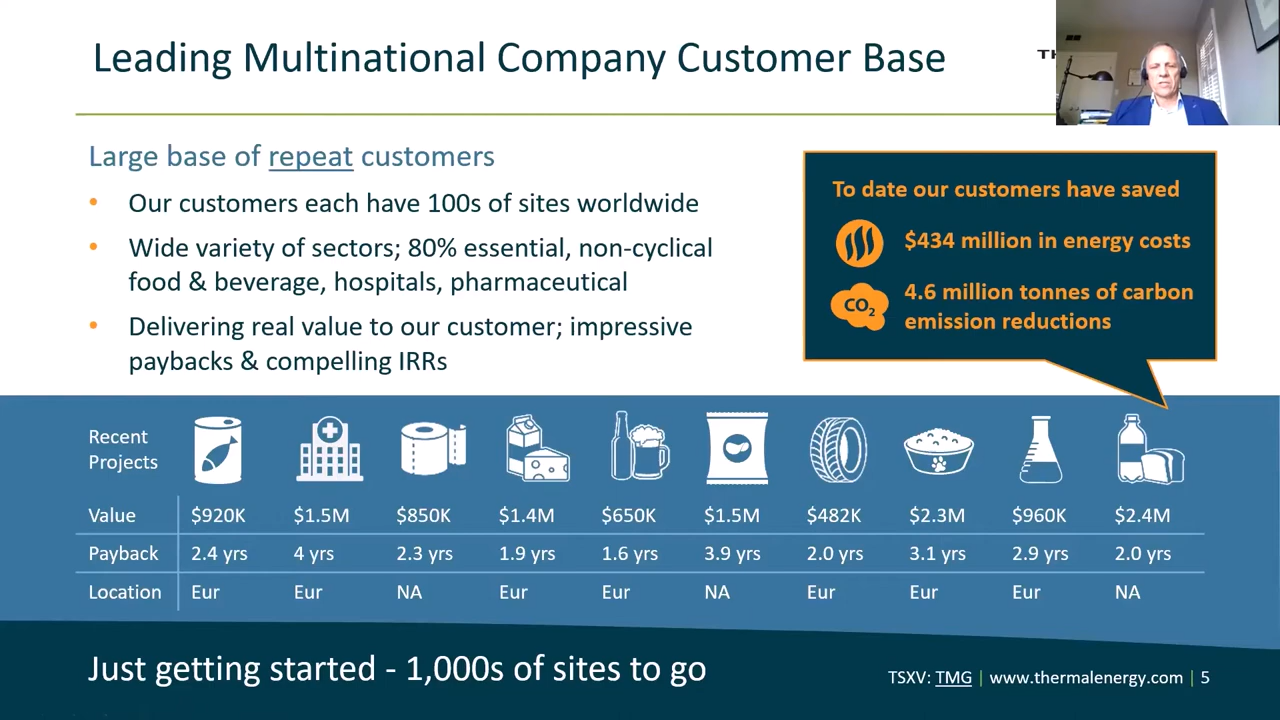 Leading Multinational Company Customer Base
TH
Large base of repeat customers
• Our customers each have 100s of sites worldwide
• Wide variety of sectors; 80% essential, non-cyclical
food & beverage, hospitals, pharmaceutical
• Delivering real value to our customer; impressive
paybacks & compelling IRRs
To date our customers have saved
$434 million in energy costs
CO₂
4.6 million tonnes of carbon
emission reductions
Recent
Projects
Value $920K $1.5M $850K $1.4M $650K $1.5M $482K $2.3M $960K $2.4M
Payback 2.4 yrs 4 yrs 2.3 yrs 1.9 yrs 1.6 yrs 3.9 yrs 2.0 yrs 3.1 yrs 2.9 yrs 2.0 yrs
Location Eur Eur NA Eur Eur NA Eur Eur Eur NA
Just getting started - 1,000s of sites to go
TSXV: TMG | www.thermalenergy.com | 5